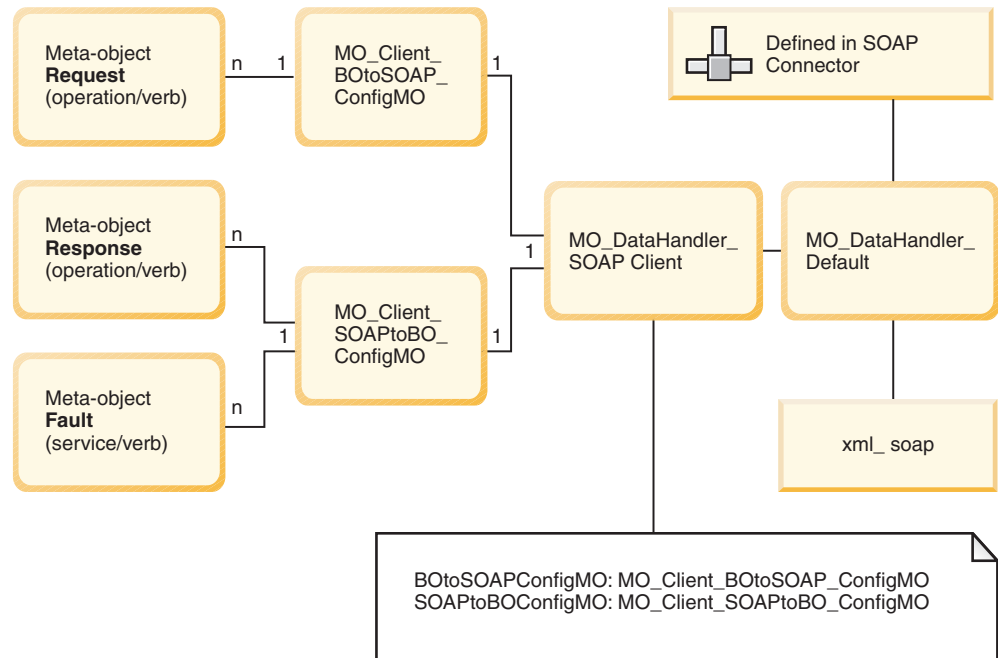 Meta-object
Request
(operation/verb)
n
1
MO_Client_
BOtoSOAP_
ConfigMO
1
Defined in SOAP
Connector
Meta-object
Response
(operation/verb)
n
1
MO_Client_
SOAPtoBO_
ConfigMO
1
1
MO_DataHandler_
SOAP Client
MO_DataHandler_
Default
Meta-object
Fault
(service/verb)
n
xml_ soap
BOtoSOAPConfigMO: MO_Client_BOtoSOAP_ConfigMO
SOAPtoBOConfigMO: MO_Client_SOAPtoBO_ConfigMO